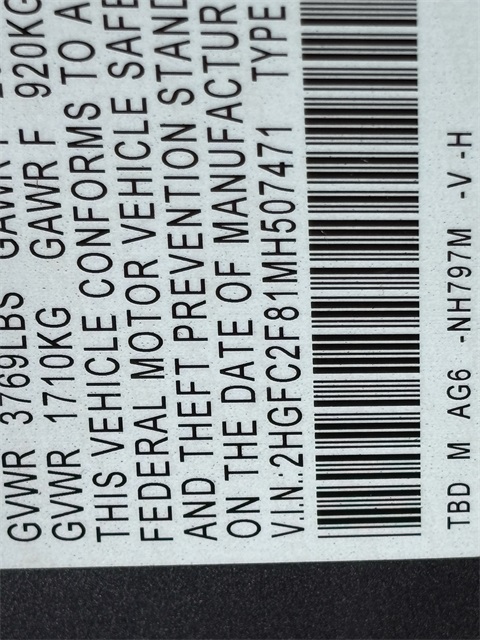 GVWR 3769LBS GAWR F
GVWR 1710KG GAWR F 920KG
THIS VEHICLE CONFORMS TO A
FEDERAL MOTOR VEHICLE SAFE
AND THEFT PREVENTION STAND
ON THE DATE OF MANUFACTUR
V.I.N.:2HGFC2F81MH507471 TYPE
TBD M AG6 -NH797M -V -H